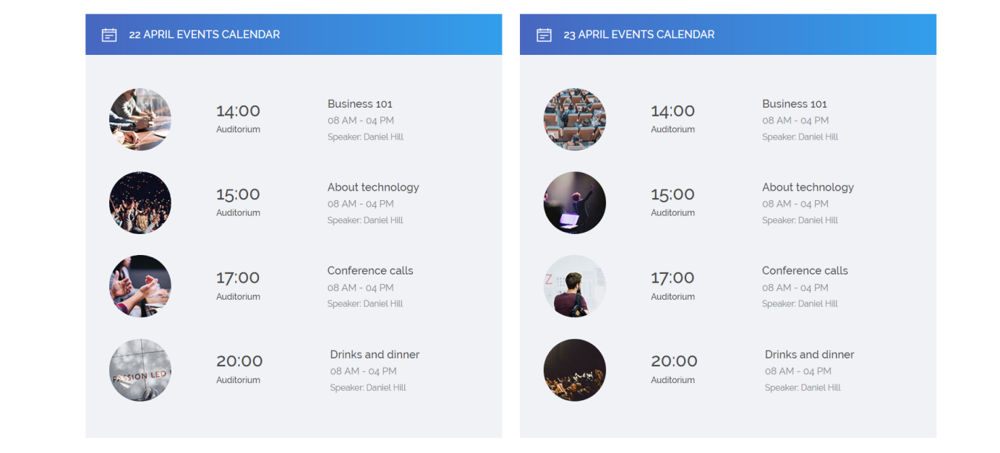 22 APRIL EVENTS CALENDAR
14:00
Auditorium
Business 101
08 AM - 04 PM
Speaker: Daniel Hill
15:00
Auditorium
About technology
08 AM - 04 PM
Speaker: Daniel Hill
17:00
Auditorium
Conference calls
08 AM - 04 PM
Speaker: Daniel Hill
PASSION LED
20:00
Auditorium
Drinks and dinner
08 AM - 04 PM
Speaker: Daniel Hill
23 APRIL EVENTS CALENDAR
14:00
Auditorium
Business 101
08 AM - 04 PM
Speaker: Daniel Hill
15:00
Auditorium
About technology
08 AM - 04 PM
Speaker: Daniel Hill
Z
17:00
Auditorium
Conference calls
08 AM - 04 PM
Speaker: Daniel Hill
20:00
Auditorium
Drinks and dinner
08 AM - 04 PM
Speaker: Daniel Hill